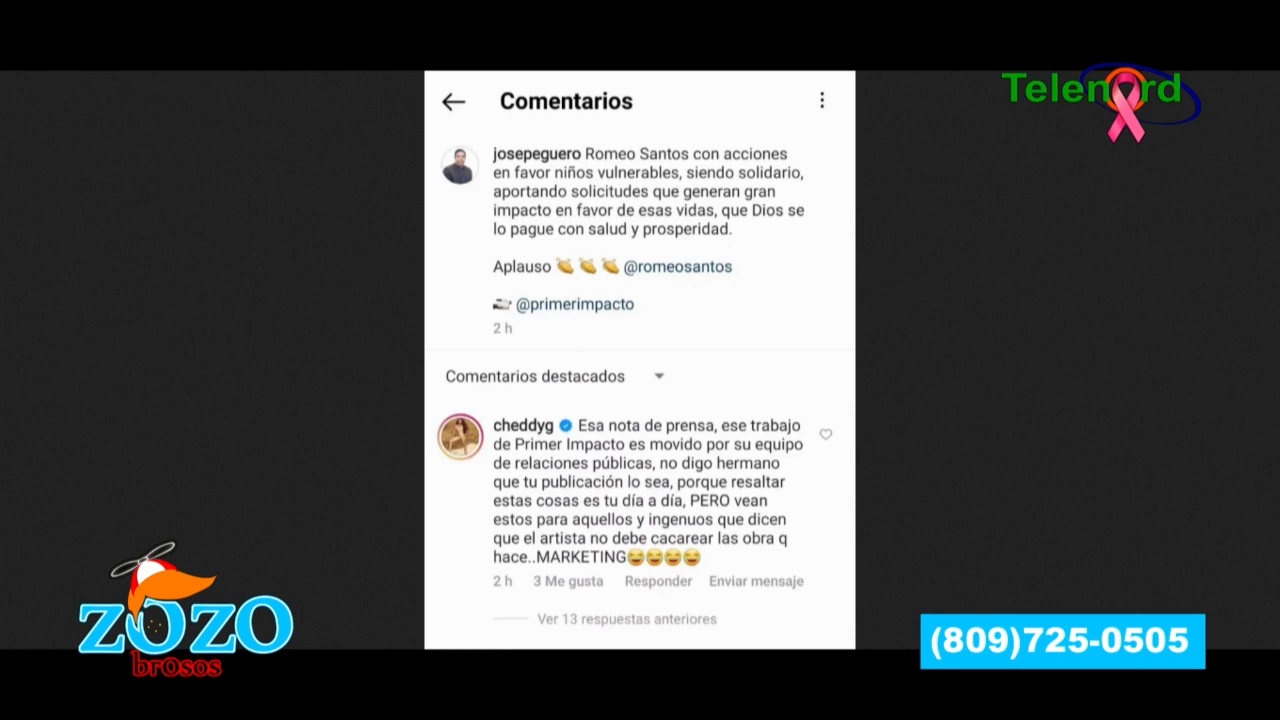 Telenord
Comentarios
josepeguero Romeo Santos con acciones
en favor niños vulnerables, siendo solidario,
aportando solicitudes que generan gran
impacto en favor de esas vidas, que Dios se
lo pague con salud y prosperidad.
Aplauso 👏 👏 👏 @romeosantos
@primerimpacto
2 h
Comentarios destacados
cheddyg Esa nota de prensa, ese trabajo
de Primer Impacto es movido por su equipo
de relaciones públicas, no digo hermano
que tu publicación lo sea, porque resaltar
estas cosas es tu día a día, PERO vean
estos para aquellos y ingenuos que dicen
que el artista no debe cacarear las obra q
hace..MARKETING😂😂😂😂
2 h 3 Me gusta Responder Enviar mensaje
Ver 13 respuestas anteriores
ZOZO
brOsos
(809)725-0505